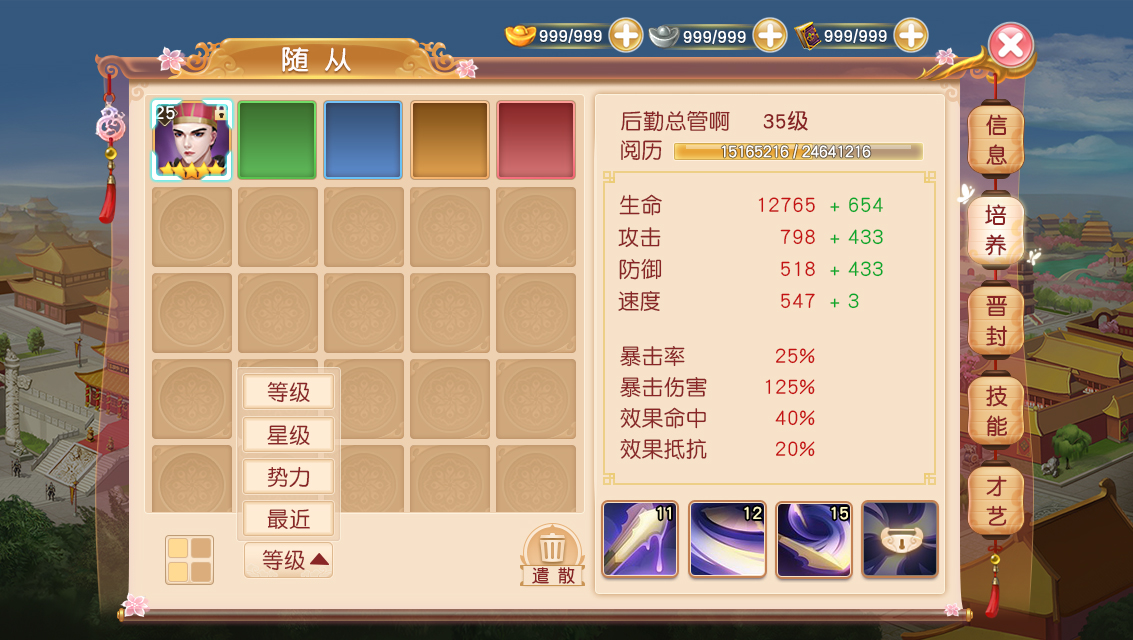 999/999
999/999
999/999
随从
25
后勤总管啊 35级
阅历 15165216 / 24641216
生命 12765 + 654
攻击 798 + 433
防御 518 + 433
速度 547 + 3
暴击率 25%
暴击伤害 125%
效果命中 40%
效果抵抗 20%
11
12
15
等级
星级
势力
最近
等级
遣散
信息
培养
晋封
技能
才艺